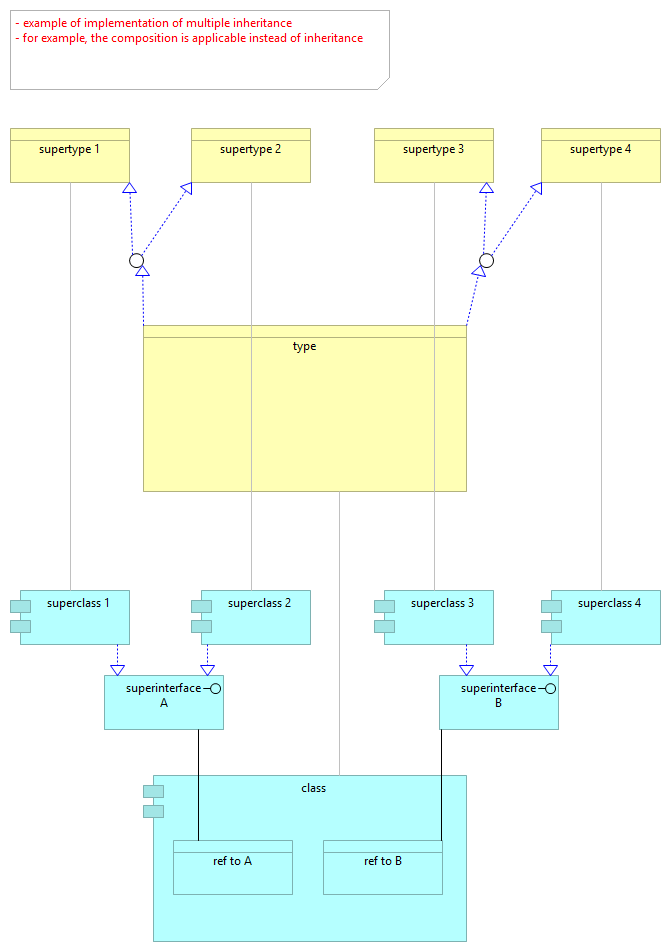 - example of implementation of multiple inheritance
- for example, the composition is applicable instead of inheritance
supertype 1
supertype 2
supertype 3
supertype 4
type
superclass 1
superclass 2
superclass 3
superclass 4
superinterface
A
superinterface
B
class
ref to A
ref to B